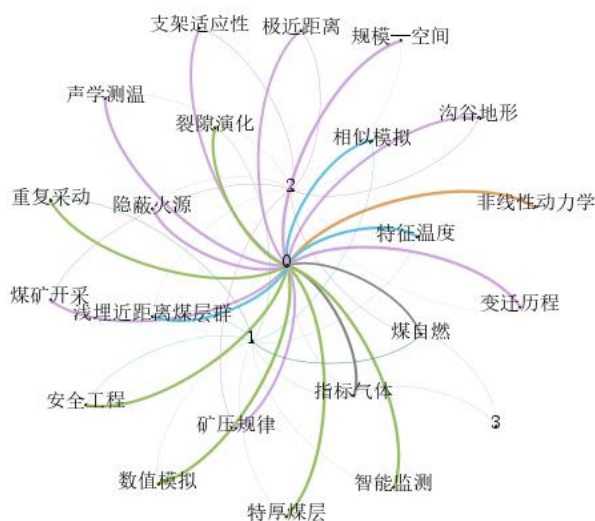 支架适应性
极近距离
规模—空间
声学测温
裂隙演化
相似模拟
沟谷地形
2
重复采动
隐蔽火源
非线性动力学
特征温度
0
煤矿开采
浅埋近距离煤层群
变迁历程
1
煤自燃
安全工程
指标气体
矿压规律
3
数值模拟
特厚煤层
智能监测